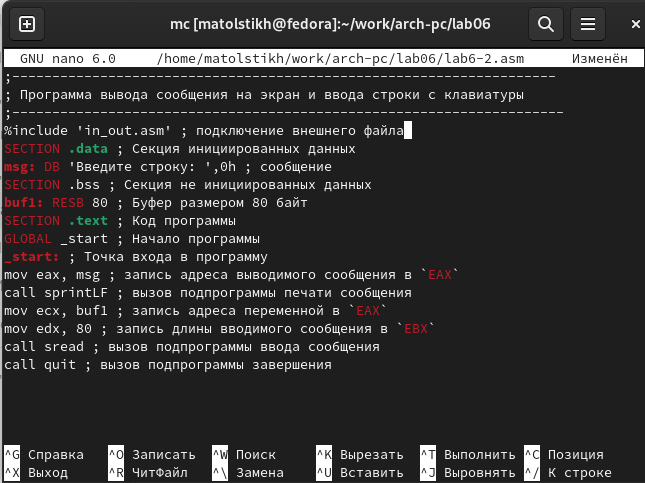 mc [matolstikh@fedora]:~/work/arch-pc/lab06
GNU nano 6.0 /home/matolstikh/work/arch-pc/lab06/lab6-2.asm Изменён
;--------------------------------------------------------------------
; Программа вывода сообщения на экран и ввода строки с клавиатуры
;---------------------------------------------------------------------
%include 'in_out.asm' ; подключение внешнего файла
SECTION .data ; Секция инициированных данных
msg: DB 'Введите строку: ',0h ; сообщение
SECTION .bss ; Секция не инициированных данных
buf1: RESB 80 ; Буфер размером 80 байт
SECTION .text ; Код программы
GLOBAL _start ; Начало программы
_start: ; Точка входа в программу
mov eax, msg ; запись адреса выводимого сообщения в `EAX`
call sprintLF ; вызов подпрограммы печати сообщения
mov ecx, buf1 ; запись адреса переменной в `EAX`
mov edx, 80 ; запись длины вводимого сообщения в `EBX`
call sread ; вызов подпрограммы ввода сообщения
call quit ; вызов подпрограммы завершения
^G Справка ^O Записать ^W Поиск ^K Вырезать ^T Выполнить ^C Позиция
^X Выход ^R ЧитФайл ^\ Замена ^U Вставить ^J Выровнять ^/ К строке